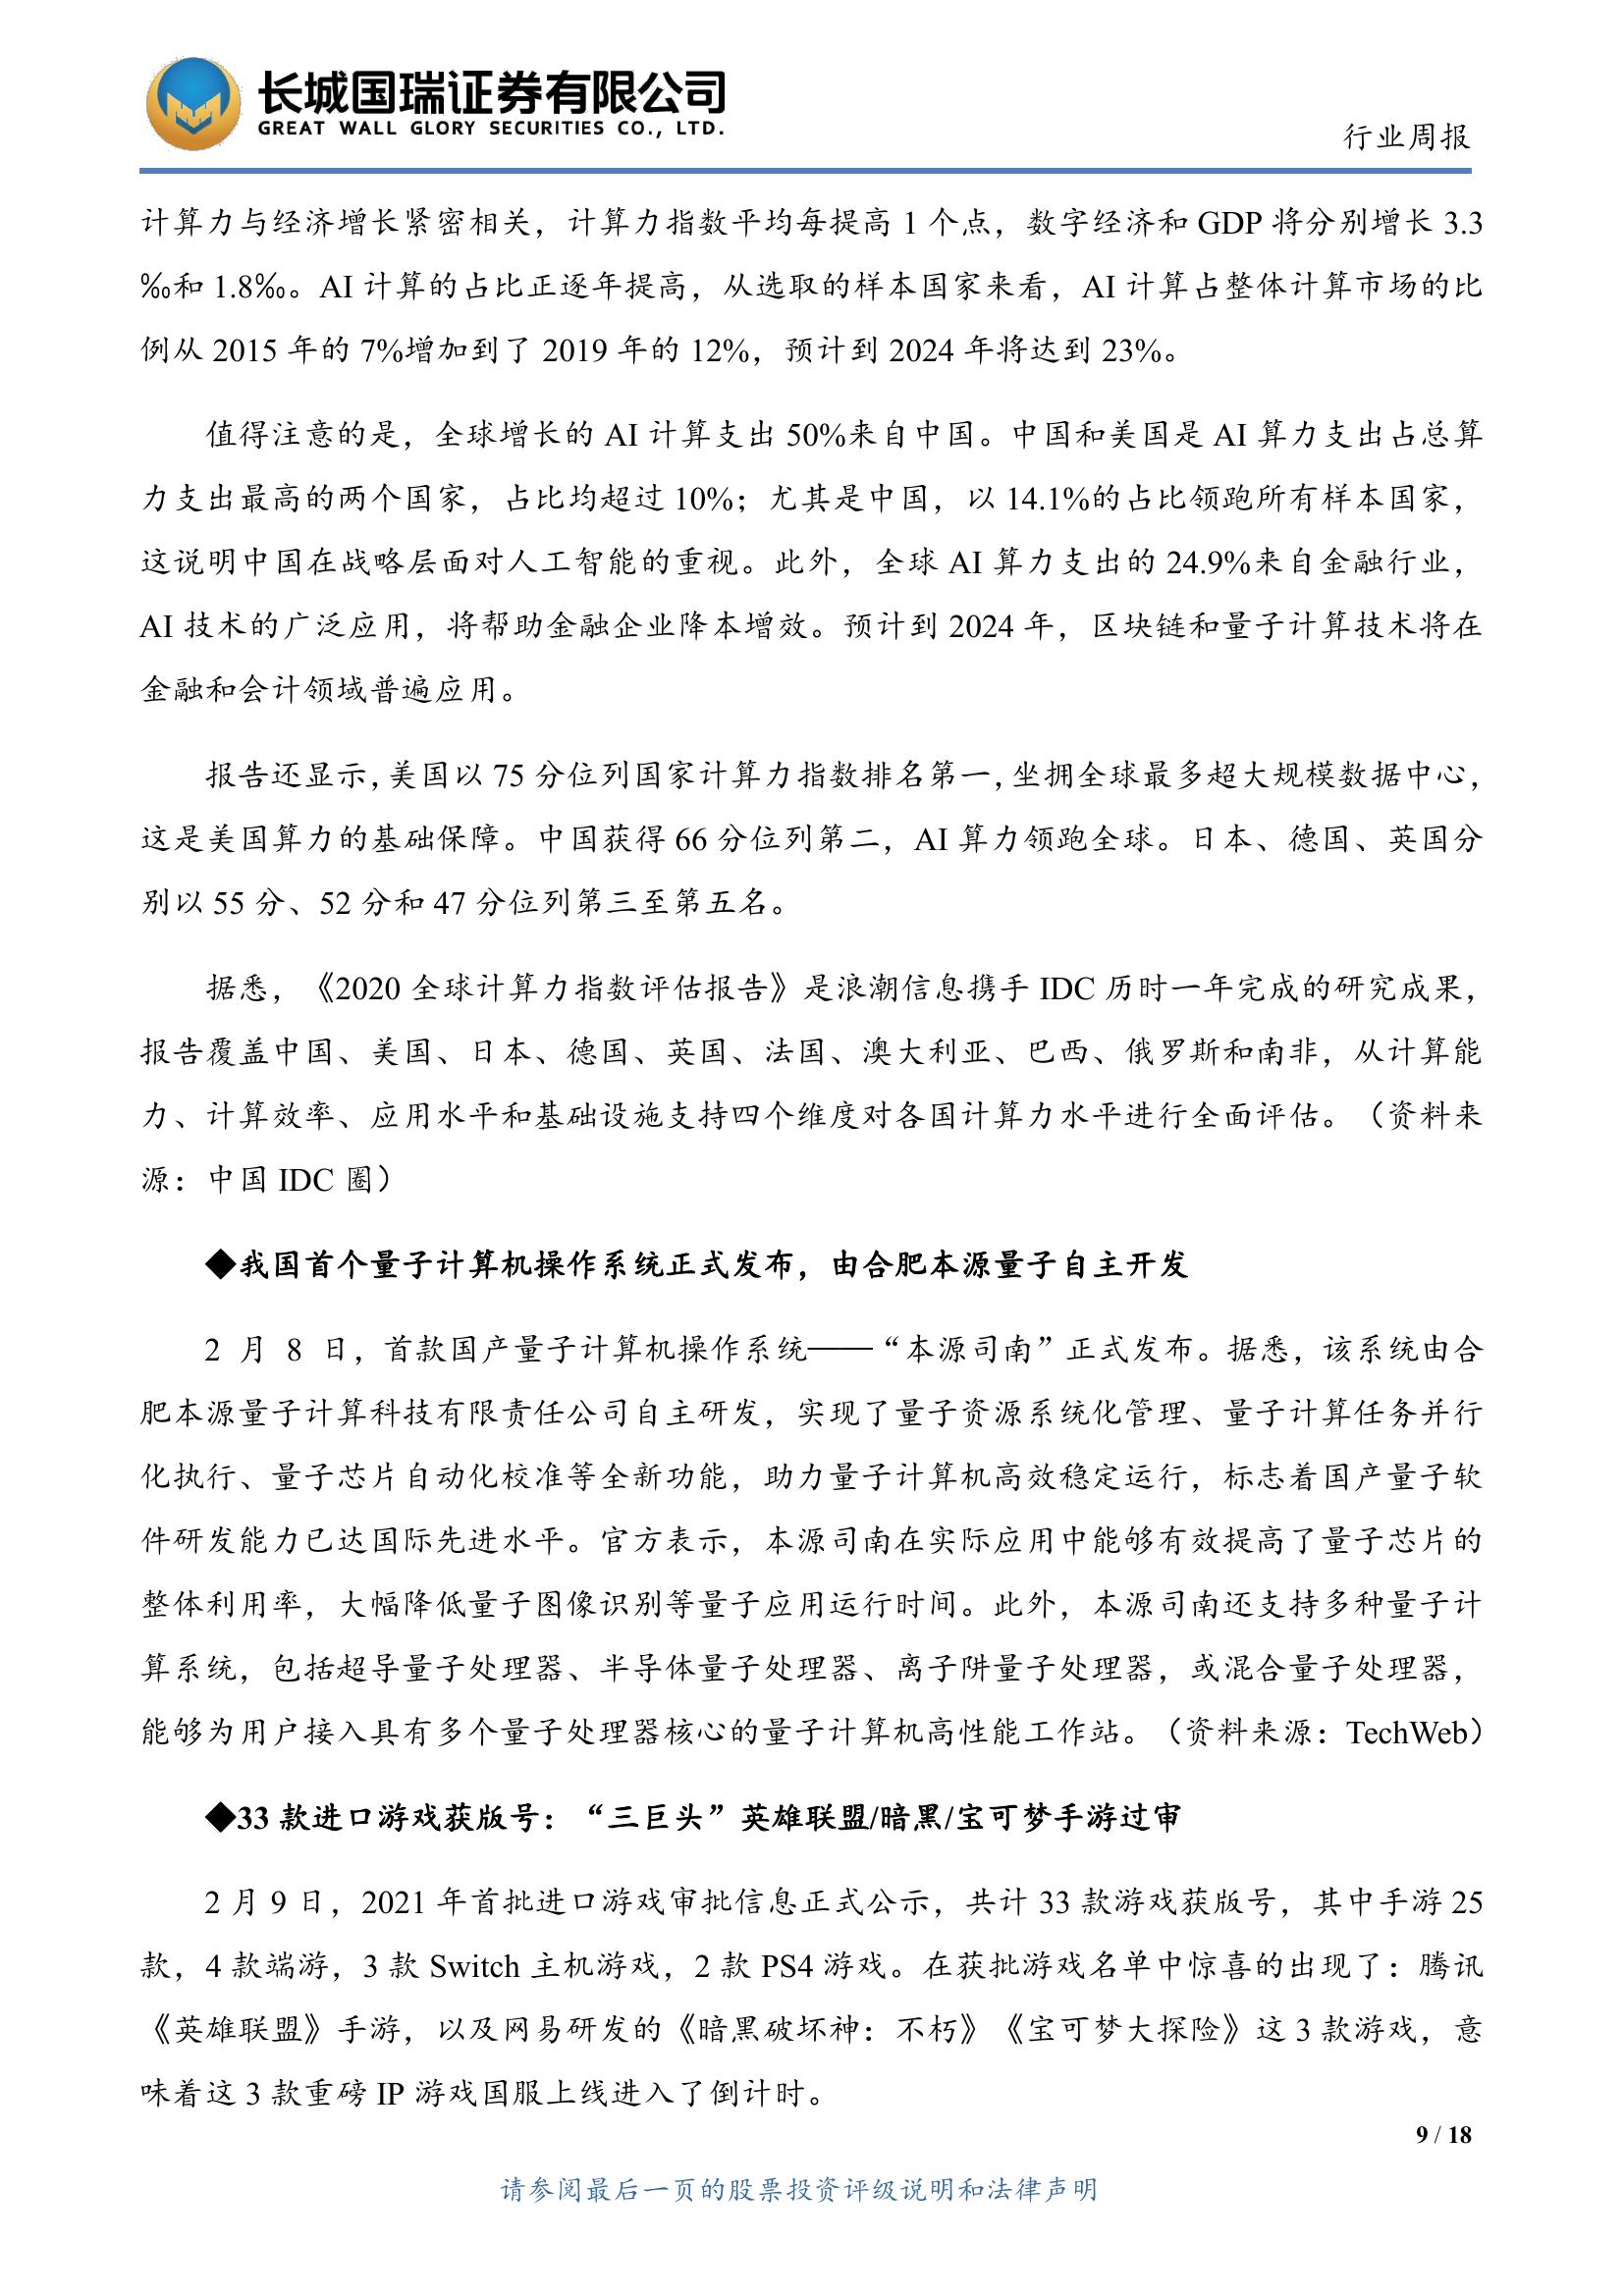 长城国瑞证券有限公司
GREAT WALL GLORY SECURITIES CO., LTD.
行业周报
计算力与经济增长紧密相关，计算力指数平均每提高 1 个点，数字经济和 GDP 将分别增长 3.3
‰和 1.8‰。AI 计算的占比正逐年提高，从选取的样本国家来看，AI 计算占整体计算市场的比
例从 2015 年的 7%增加到了 2019 年的 12%，预计到 2024 年将达到 23%。
值得注意的是，全球增长的 AI 计算支出 50%来自中国。中国和美国是 AI 算力支出占总算
力支出最高的两个国家，占比均超过 10%；尤其是中国，以 14.1%的占比领跑所有样本国家，
这说明中国在战略层面对人工智能的重视。此外，全球 AI 算力支出的 24.9%来自金融行业，
AI 技术的广泛应用，将帮助金融企业降本增效。预计到 2024 年，区块链和量子计算技术将在
金融和会计领域普遍应用。
报告还显示，美国以 75 分位列国家计算力指数排名第一，坐拥全球最多超大规模数据中心，
这是美国算力的基础保障。中国获得 66 分位列第二，AI 算力领跑全球。日本、德国、英国分
别以 55 分、52 分和 47 分位列第三至第五名。
据悉，《2020 全球计算力指数评估报告》是浪潮信息携手 IDC 历时一年完成的研究成果，
报告覆盖中国、美国、日本、德国、英国、法国、澳大利亚、巴西、俄罗斯和南非，从计算能
力、计算效率、应用水平和基础设施支持四个维度对各国计算力水平进行全面评估。（资料来
源：中国 IDC 圈）
◆我国首个量子计算机操作系统正式发布，由合肥本源量子自主开发
2 月 8 日，首款国产量子计算机操作系统——“本源司南”正式发布。据悉，该系统由合
肥本源量子计算科技有限责任公司自主研发，实现了量子资源系统化管理、量子计算任务并行
化执行、量子芯片自动化校准等全新功能，助力量子计算机高效稳定运行，标志着国产量子软
件研发能力已达国际先进水平。官方表示，本源司南在实际应用中能够有效提高了量子芯片的
整体利用率，大幅降低量子图像识别等量子应用运行时间。此外，本源司南还支持多种量子计
算系统，包括超导量子处理器、半导体量子处理器、离子阱量子处理器，或混合量子处理器，
能够为用户接入具有多个量子处理器核心的量子计算机高性能工作站。（资料来源：TechWeb）
◆33 款进口游戏获版号：“三巨头”英雄联盟/暗黑/宝可梦手游过审
2 月 9 日，2021 年首批进口游戏审批信息正式公示，共计 33 款游戏获版号，其中手游 25
款，4 款端游，3 款 Switch 主机游戏，2 款 PS4 游戏。在获批游戏名单中惊喜的出现了：腾讯
《英雄联盟》手游，以及网易研发的《暗黑破坏神：不朽》《宝可梦大探险》这 3 款游戏，意
味着这 3 款重磅 IP 游戏国服上线进入了倒计时。
9 / 18
请参阅最后一页的股票投资评级说明和法律声明